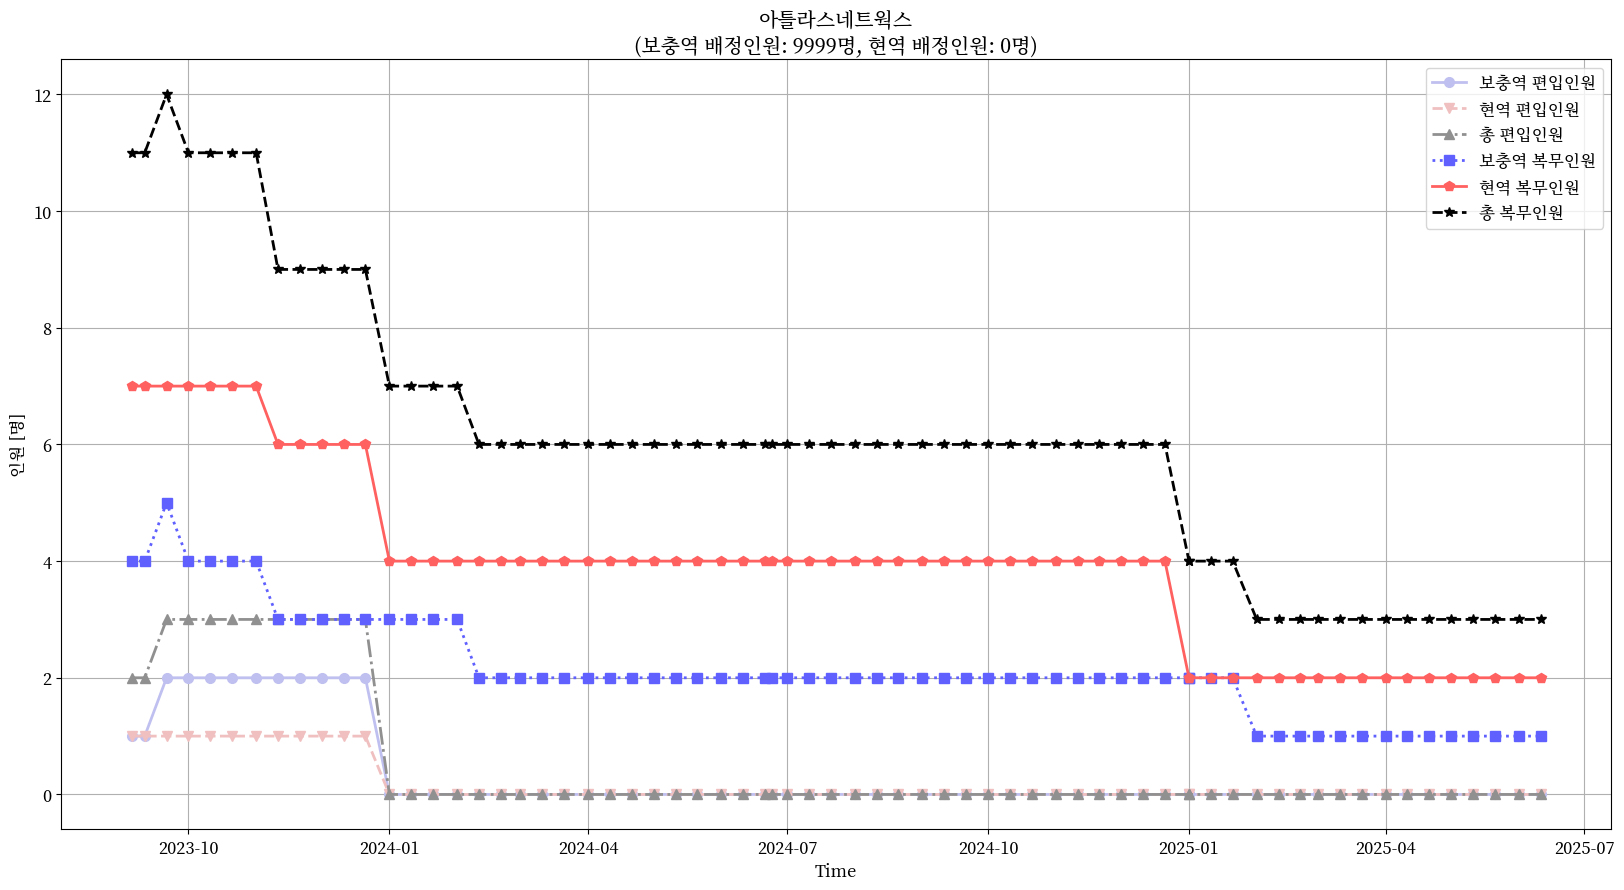 아틀라스네트웍스
(보충역 배정인원: 9999명, 현역 배정인원: 0명)
보충역 편입인원
현역 편입인원
총 편입인원
보충역 복무인원
현역 복무인원
총 복무인원
인원 [명]
12
10
8
6
4
2
0
2023-10
2024-01
2024-04
2024-07
2024-10
2025-01
2025-04
2025-07
Time